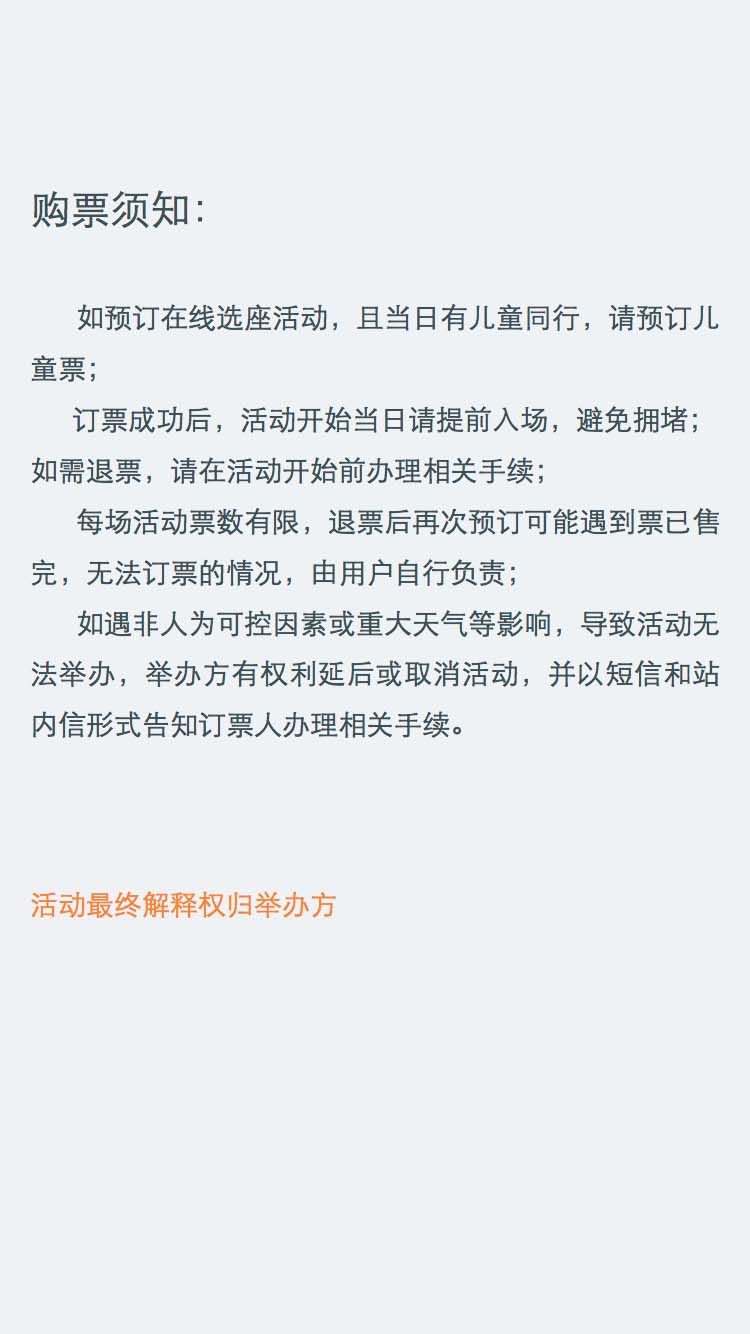 购票须知：
如预订在线选座活动，且当日有儿童同行，请预订儿
童票；
订票成功后，活动开始当日请提前入场，避免拥堵；
如需退票，请在活动开始前办理相关手续；
每场活动票数有限，退票后再次预订可能遇到票已售
完，无法订票的情况，由用户自行负责；
如遇非人为可控因素或重大天气等影响，导致活动无
法举办，举办方有权利延后或取消活动，并以短信和站
内信形式告知订票人办理相关手续。
活动最终解释权归举办方